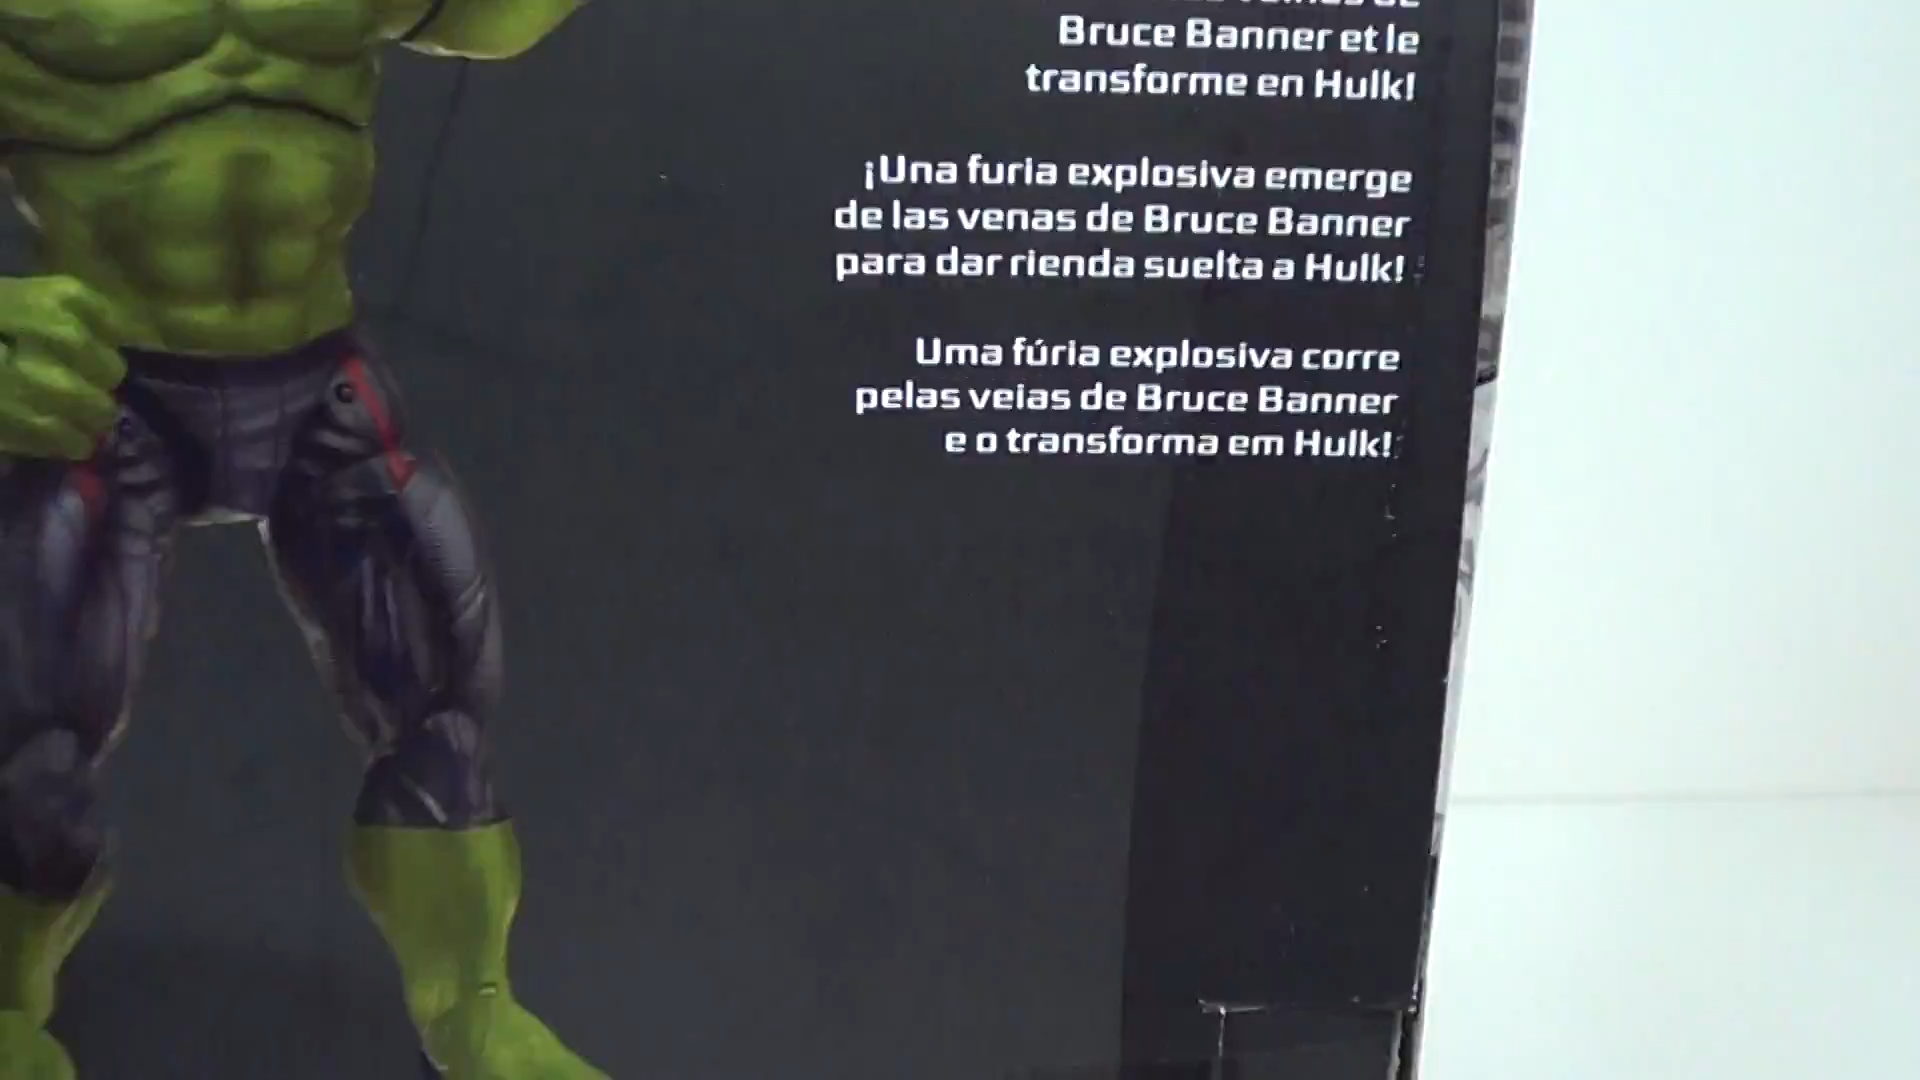 Bruce Banner et le
transforme en Hulk!
¡Una furia explosiva emerge
de las venas de Bruce Banner
para dar rienda suelta a Hulk!
Uma fúria explosiva corre
pelas veias de Bruce Banner
e o transforma em Hulk!